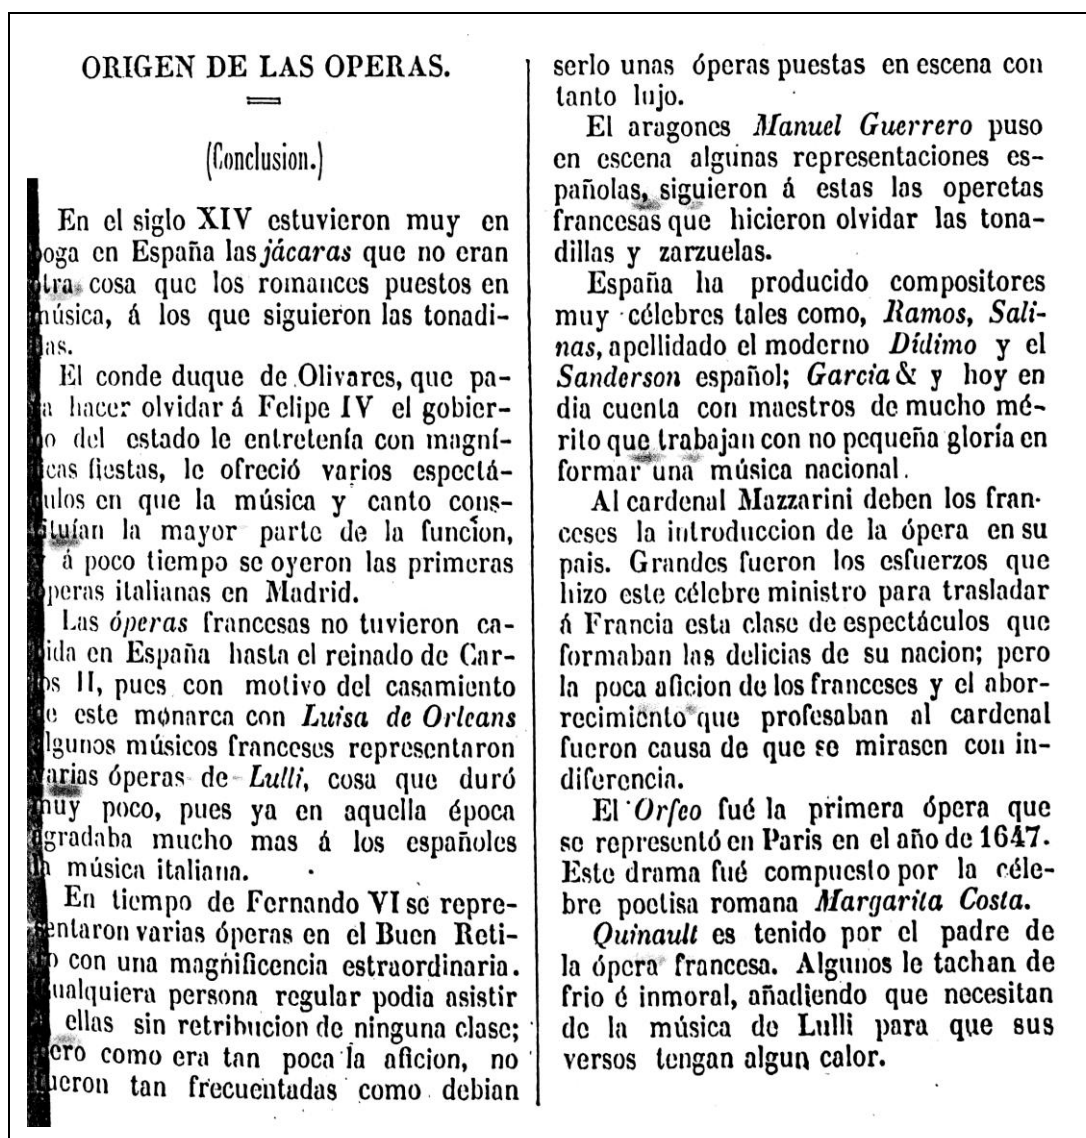 ORIGEN DE LAS OPERAS.
(Conclusion.)
En el siglo XIV estuvieron muy en
oga en España las jácaras que no eran
tra cosa que los romances puestos en
música, á los que siguieron las tonadi-
las.
El conde duque de Olivares, que pa-
a hacer olvidar á Felipe IV el gobier-
o del estado le entretenía con magní-
icas fiestas, le ofreció varios espectá-
ulos en que la música y canto cons-
ituían la mayor parte de la funcion,
á poco tiempo se oyeron las primeras
óperas italianas en Madrid.
Las óperas francesas no tuvieron ca-
ida en España hasta el reinado de Car-
os II, pues con motivo del casamiento
e este monarca con Luisa de Orleans
lgunos músicos franceses representaron
varias óperas de Lulli, cosa que duró
muy poco, pues ya en aquella época
gradaba mucho mas á los españoles
a música italiana.
En tiempo de Fernando VI se repre-
sentaron varias óperas en el Buen Reti-
o con una magnificencia estraordinaria.
ualquiera persona regular podia asistir
ellas sin retribucion de ninguna clase;
ero como era tan poca la aficion, no
ueron tan frecuentadas como debian
serlo unas óperas puestas en escena con
tanto lujo.
El aragones Manuel Guerrero puso
en escena algunas representaciones es-
pañolas, siguieron á estas las operetas
francesas que hicieron olvidar las tona-
dillas y zarzuelas.
España ha producido compositores
muy célebres tales como, Ramos, Sali-
nas, apellidado el moderno Dídimo y el
Sanderson español; Garcia & y hoy en
dia cuenta con maestros de mucho mé-
rito que trabajan con no pequeña gloría en
formar una música nacional.
Al cardenal Mazzarini deben los fran-
ceses la introduccion de la ópera en su
pais. Grandes fueron los esfuerzos que
hizo este célebre ministro para trasladar
á Francia esta clase de espectáculos que
formaban las delicias de su nacion; pero
la poca aficion de los franceses y el abor-
recimiento que profesaban al cardenal
fueron causa de que se mirasen con in-
diferencia.
El Orfeo fué la primera ópera que
se representó en Paris en el año de 1647.
Este drama fué compuesto por la céle-
bre poetisa romana Margarita Costa.
Quinault es tenido por el padre de
la ópera francesa. Algunos le tachan de
frio é inmoral, añadiendo que necesitan
de la música de Lulli para que sus
versos tengan algun calor.